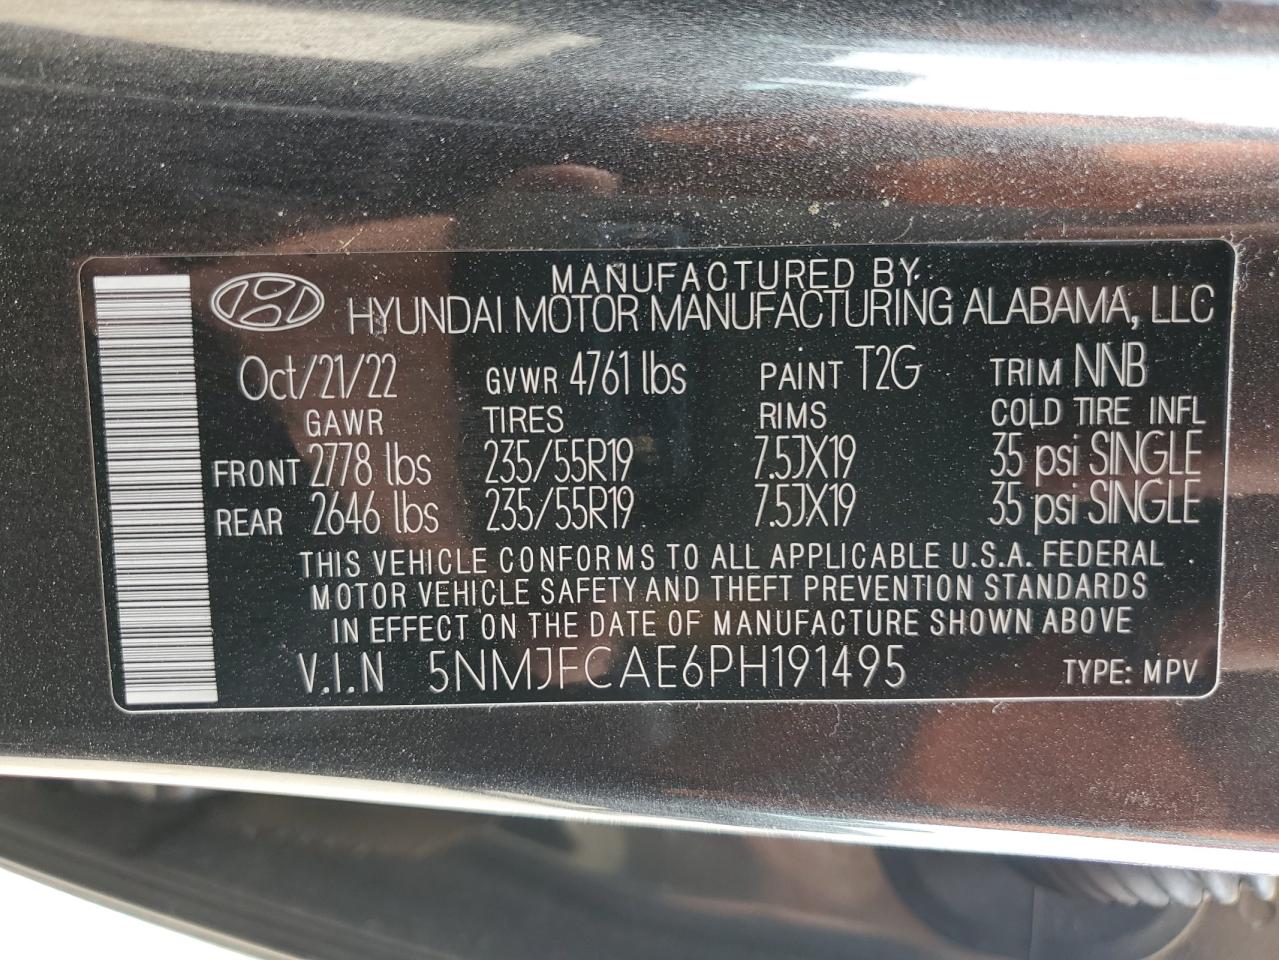 MANUFACTURED BY
HYUNDAI MOTOR MANUFACTURING ALABAMA, LLC
Oct/21/22 GVWR 4761 lbs PAINT T2G TRIM NNB
GAWR TIRES RIMS COLD TIRE INFL
FRONT 2778 lbs 235/55R19 7.5JX19 35 psi SINGLE
REAR 2646 lbs 235/55R19 7.5JX19 35 psi SINGLE
THIS VEHICLE CONFORMS TO ALL APPLICABLE U.S.A. FEDERAL
MOTOR VEHICLE SAFETY AND THEFT PREVENTION STANDARDS
IN EFFECT ON THE DATE OF MANUFACTURE SHOWN ABOVE
V.I.N 5NMJFCAE6PH191495 TYPE: MPV